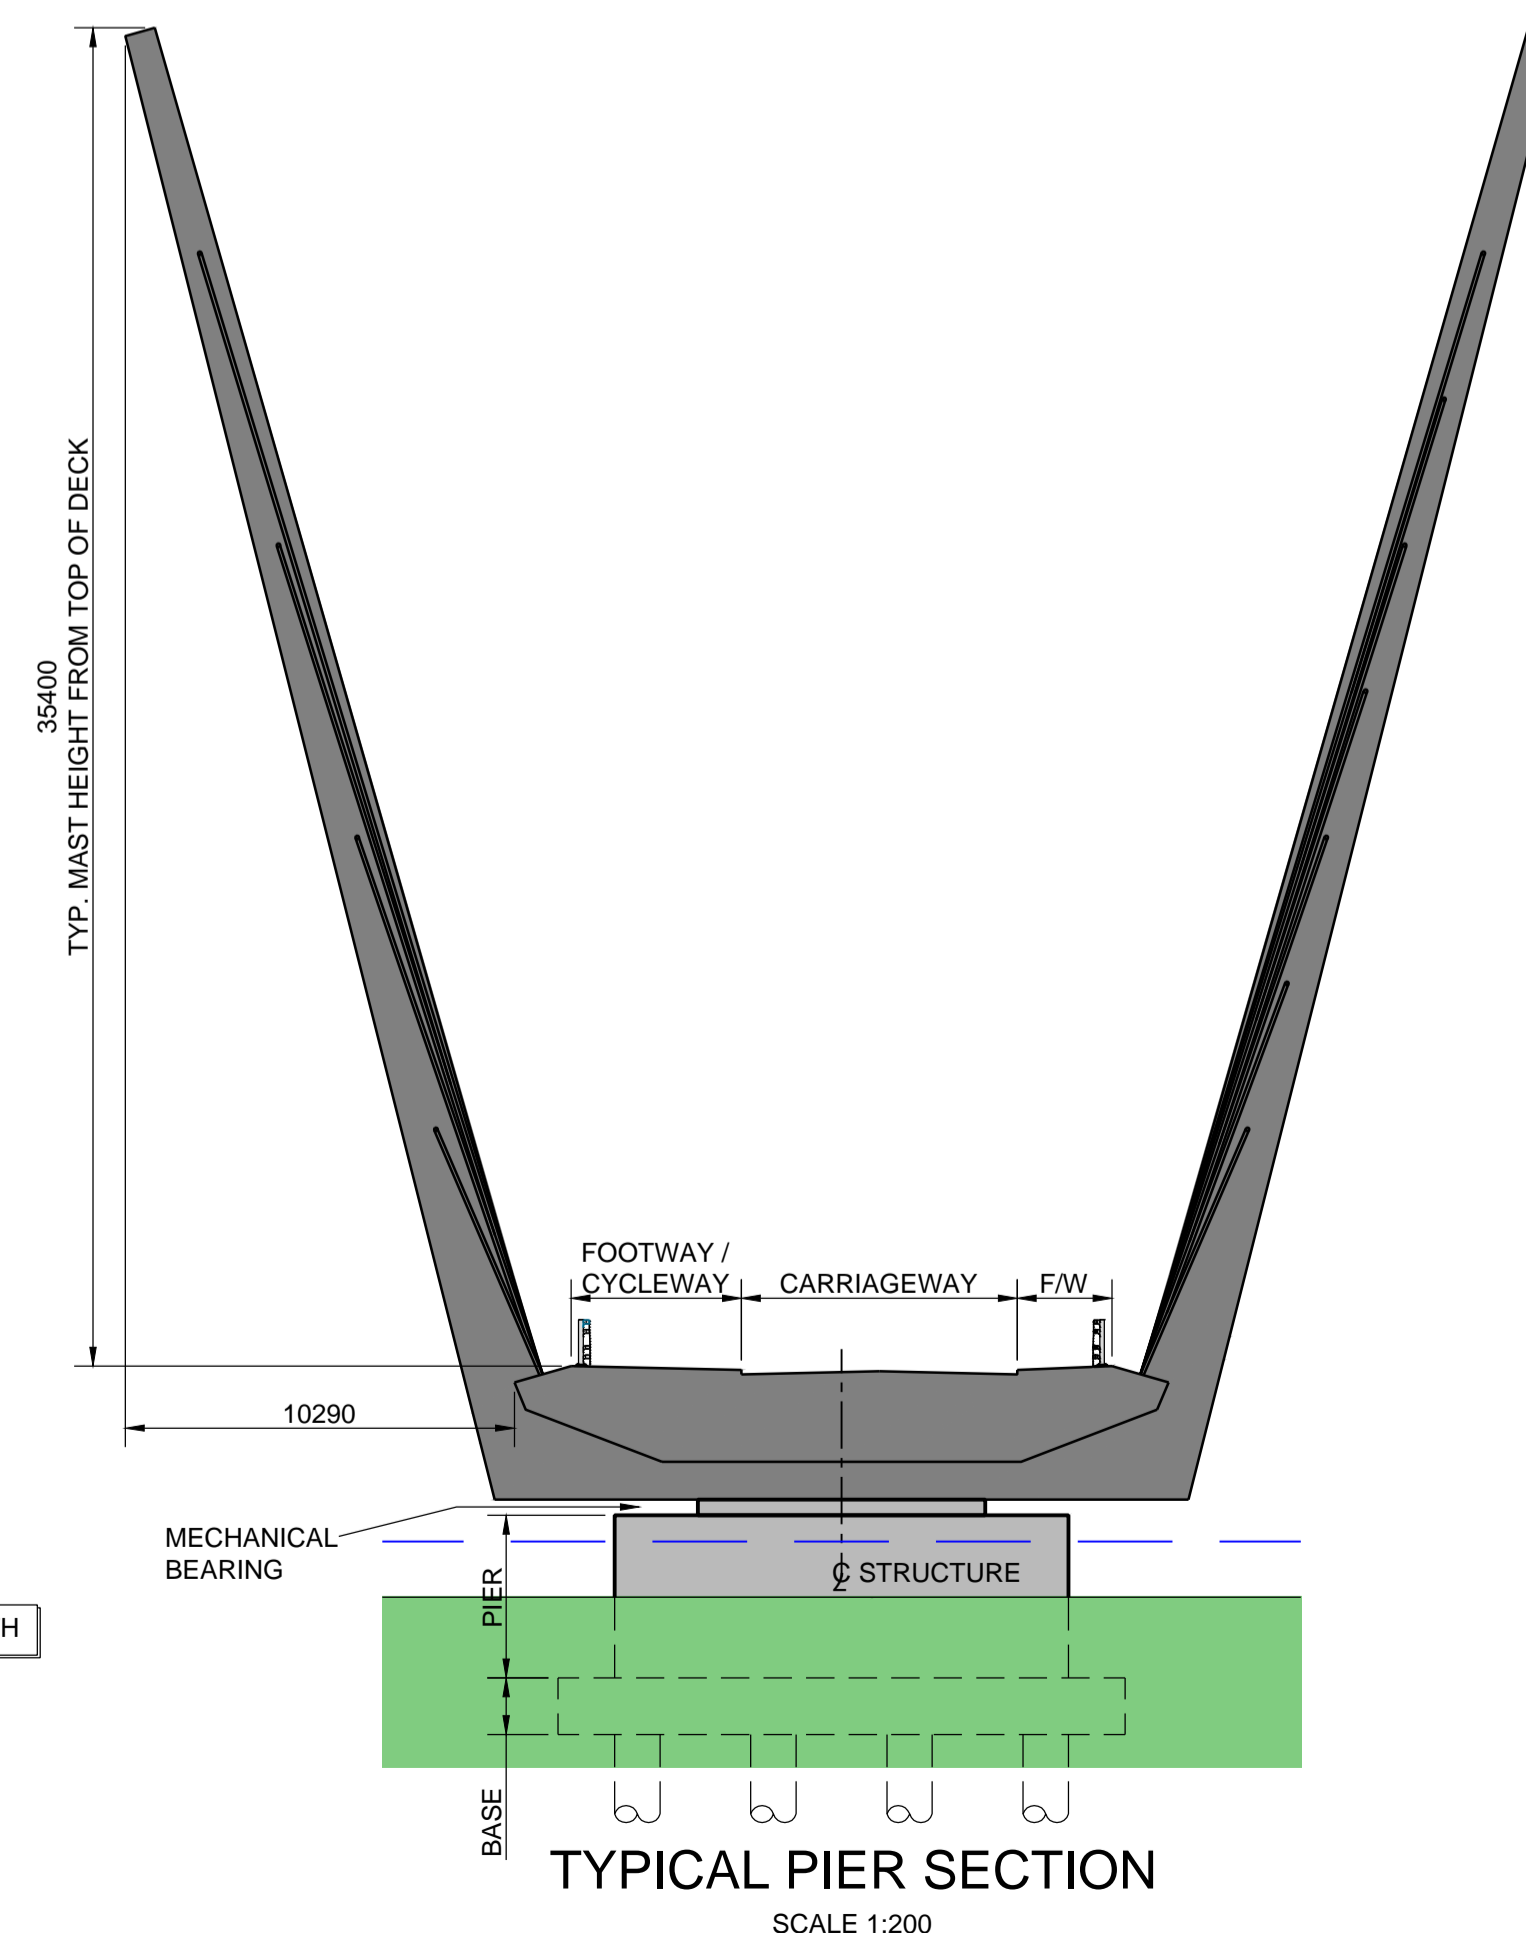 35400
TYP. MAST HEIGHT FROM TOP OF DECK
FOOTWAY /
CYCLEWAY
CARRIAGEWAY
F/W
10290
MECHANICAL
BEARING
PIER
℄ STRUCTURE
H
BASE
TYPICAL PIER SECTION
SCALE 1:200